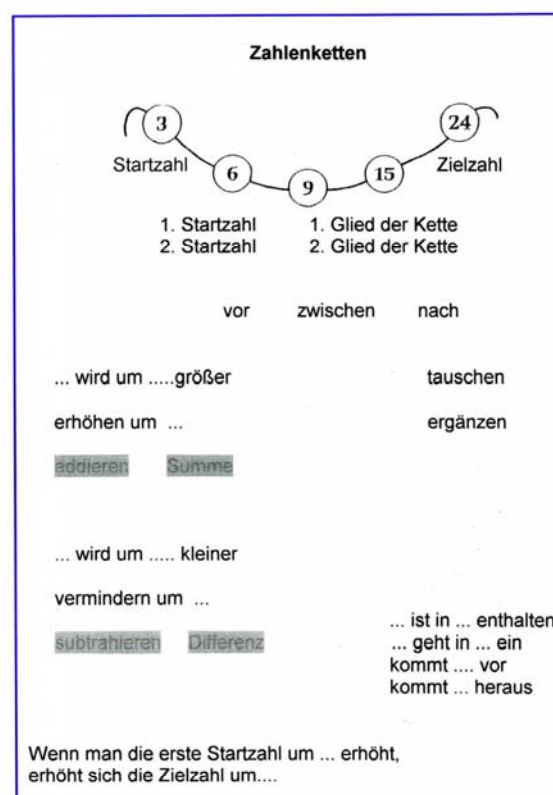 Zahlenketten
3 24
Startzahl Zielzahl
6 9 15
1. Startzahl 1. Glied der Kette
2. Startzahl 2. Glied der Kette
vor zwischen nach
... wird um .....größer tauschen
erhöhen um ... ergänzen
addieren Summe
... wird um ..... kleiner
vermindern um ...
... ist in ... enthalten
subtrahieren Differenz ... geht in ... ein
kommt .... vor
kommt ... heraus
Wenn man die erste Startzahl um ... erhöht,
erhöht sich die Zielzahl um....